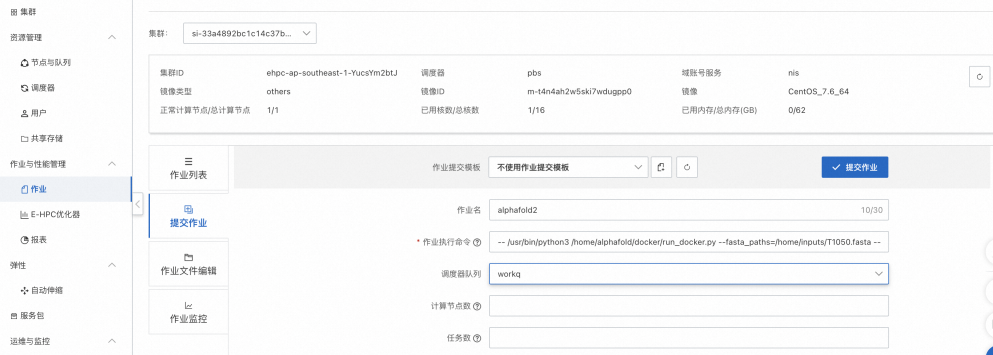 集群
资源管理
节点与队列
调度器
用户
共享存储
作业与性能管理
作业
E-HPC优化器
报表
弹性
自动伸缩
服务包
运维与监控
集群:
si-33a4892bc1c14c37b...
集群ID
ehpc-ap-southeast-1-YucsYm2btJ
调度器
pbs
域账号服务
nis
镜像类型
others
镜像ID
m-t4n4ah2w5ski7wdugpp0
镜像
CentOS_7.6_64
正常计算节点/总计算节点
1/1
已用核数/总核数
1/16
已用内存/总内存(GB)
0/62
作业列表
提交作业
作业文件编辑
作业监控
作业提交模板
不使用作业提交模板
提交作业
作业名
alphafold2
10/30
* 作业执行命令
-- /usr/bin/python3 /home/alphafold/docker/run_docker.py --fasta_paths=/home/inputs/T1050.fasta --
调度器队列
workq
计算节点数
任务数